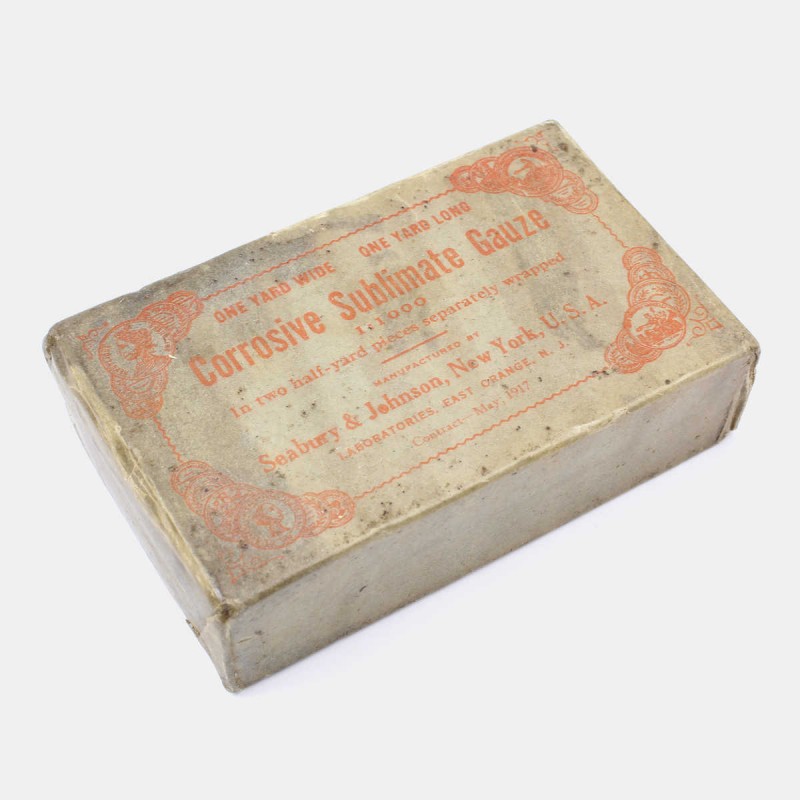 ONE YARD WIDE ONE YARD LONG
Corrosive Sublimate Gauze
1:1000
In two half-yard pieces separately wrapped
MANUFACTURED BY
Seabury & Johnson, New York, U. S. A.
LABORATORIES, EAST ORANGE, N. J.
Contract—May, 1917